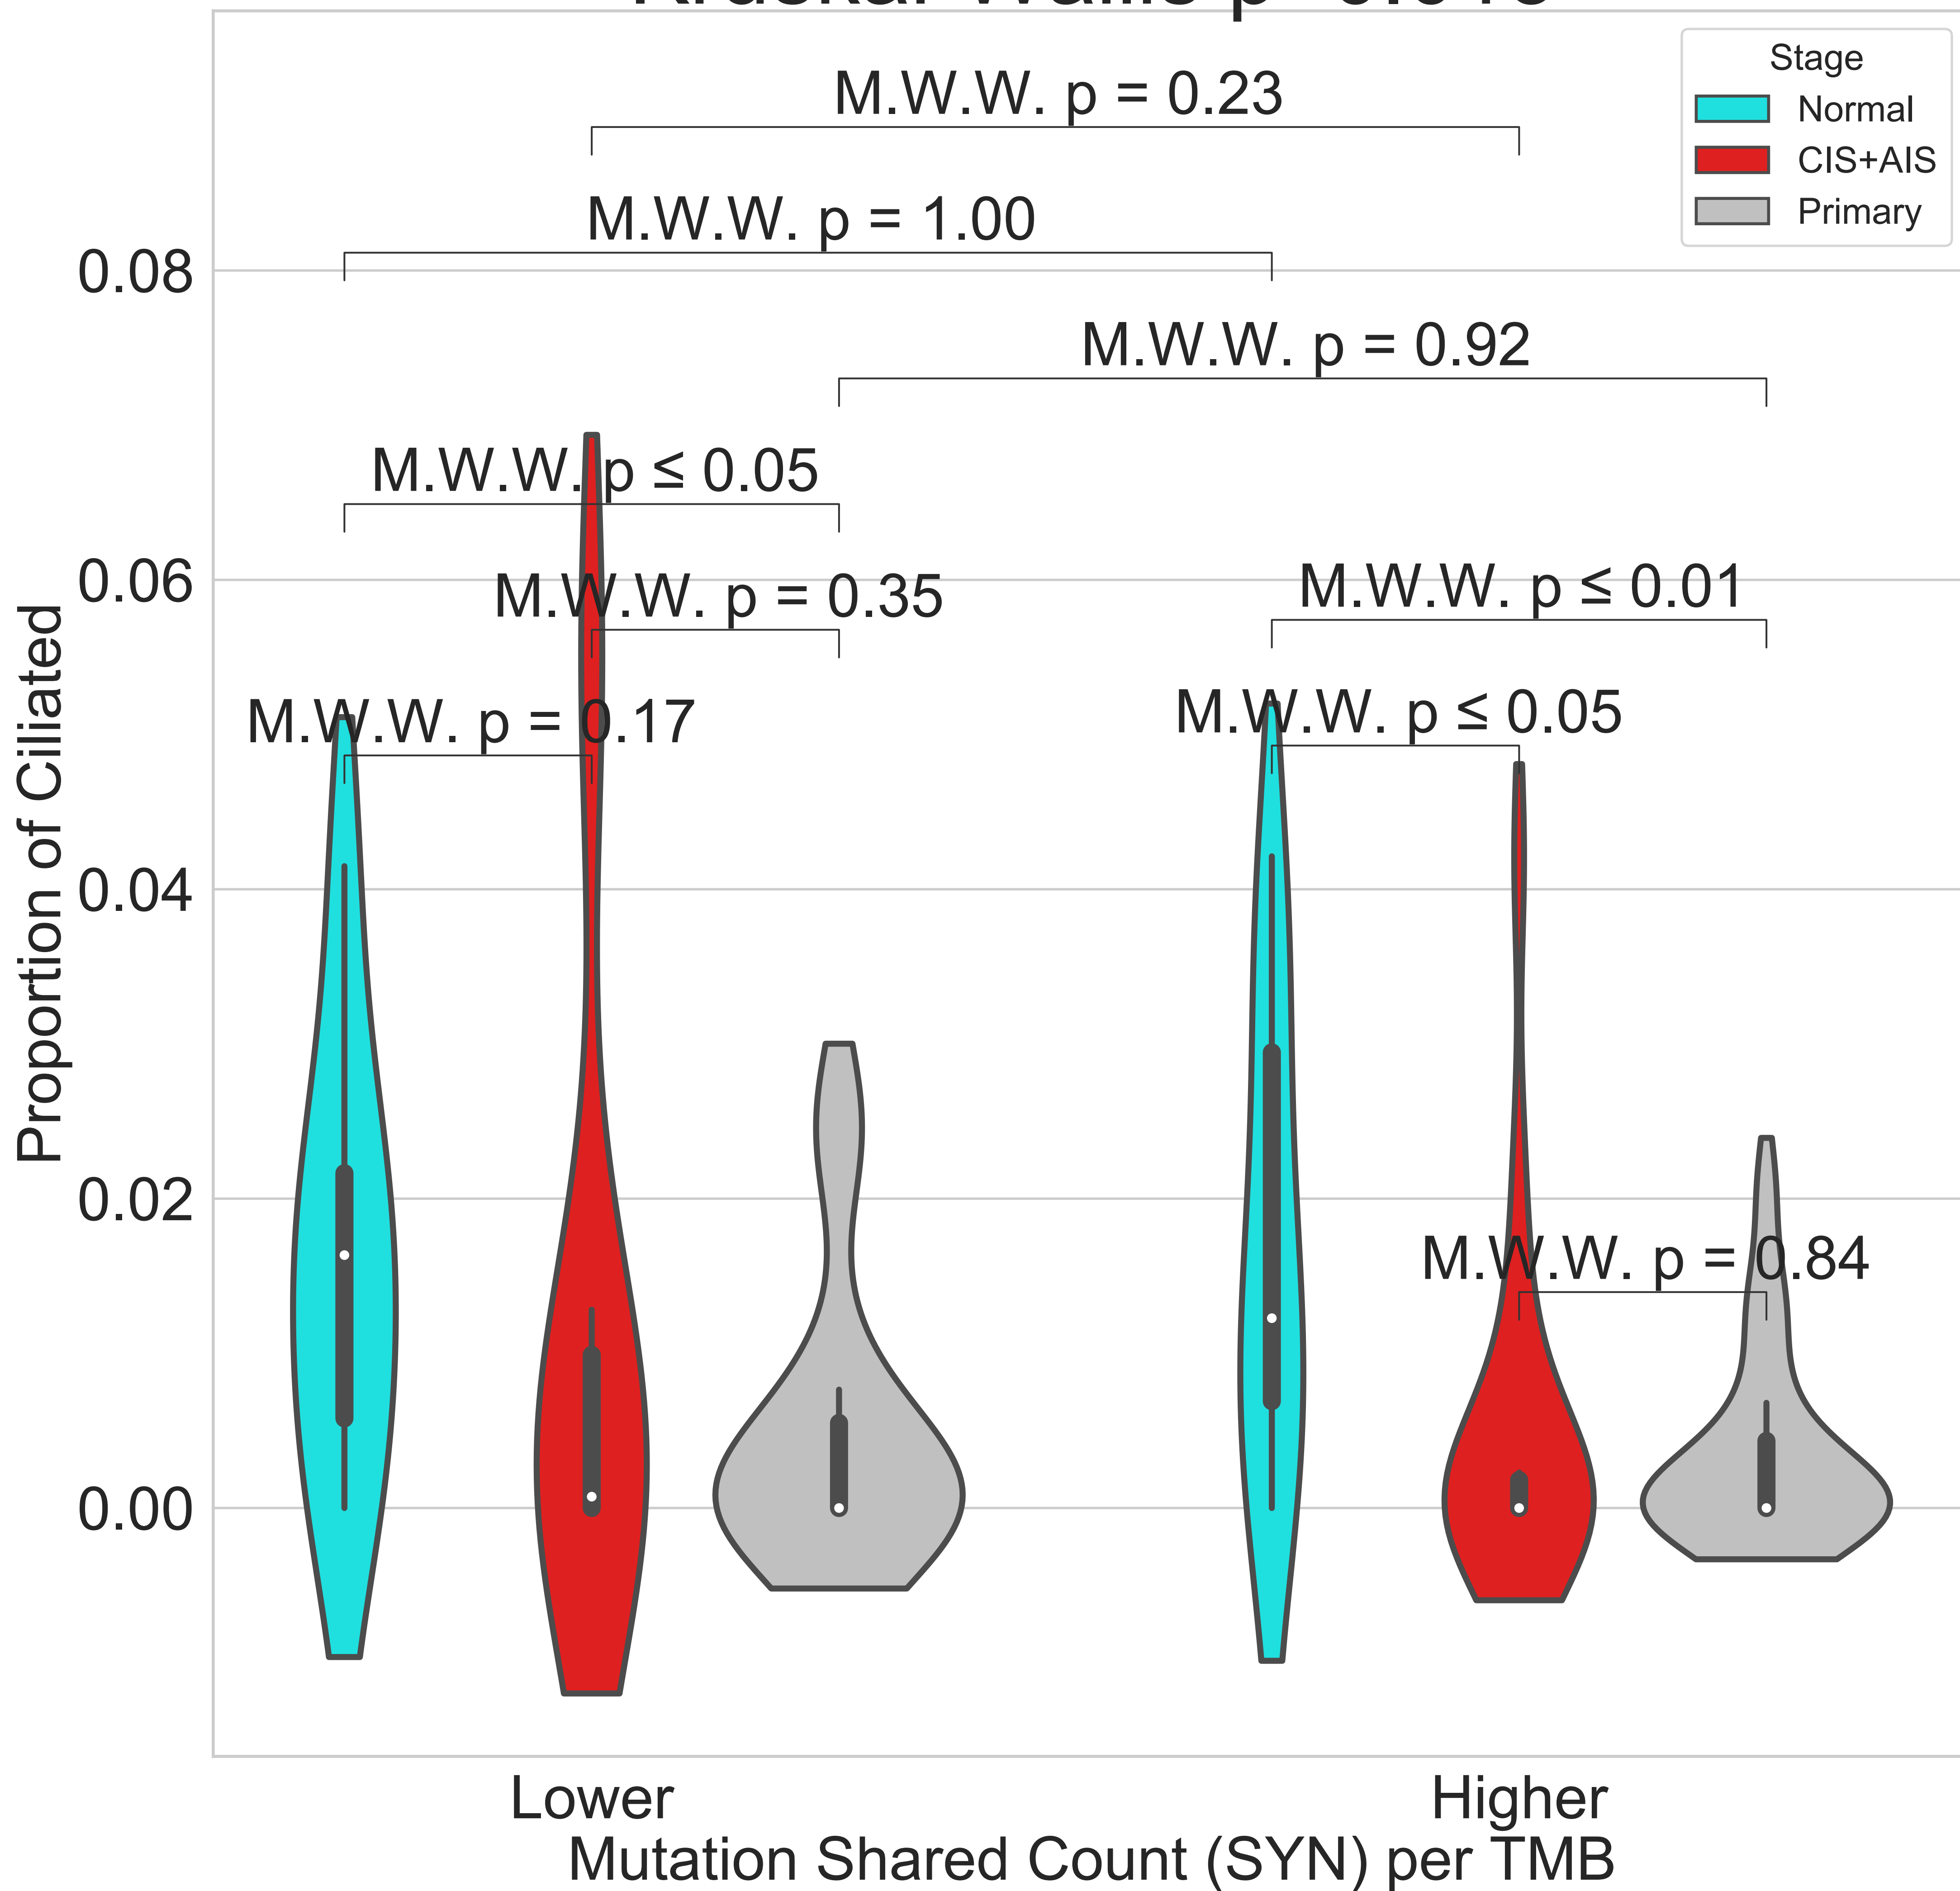 Stage
Normal
CIS+AIS
Primary
M.W.W. p = 0.23
M.W.W. p = 1.00
M.W.W. p = 0.92
M.W.W. p ≤ 0.05
M.W.W. p = 0.35
M.W.W. p = 0.17
M.W.W. p ≤ 0.01
M.W.W. p ≤ 0.05
M.W.W. p = 0.84
0.08
0.06
0.04
0.02
0.00
Proportion of Ciliated
Lower
Higher
Mutation Shared Count (SYN) per TMB